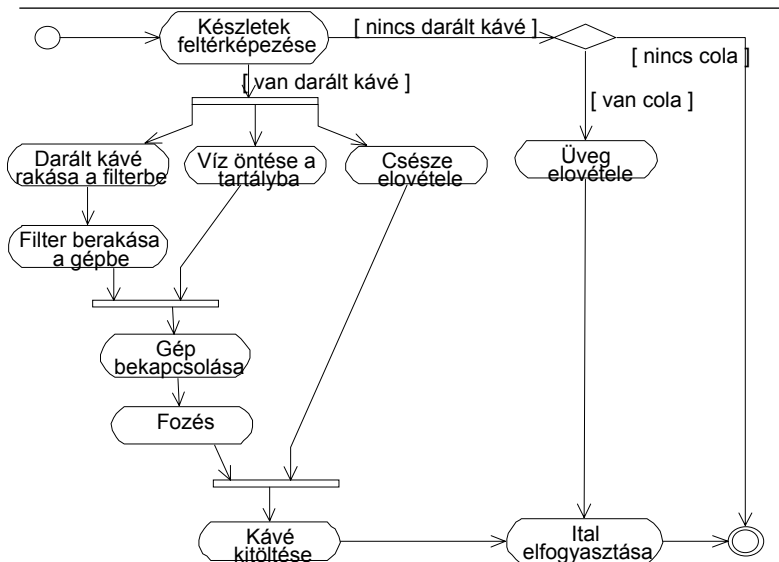 Készletek
feltérképezése
[ nincs darált kávé ]
[ nincs cola ]
[ van darált kávé ]
[ van cola ]
Darált kávé
rakása a filterbe
Víz öntése a
tartályba
Csésze
elovétele
Üveg
elovétele
Filter berakása
a gépbe
Gép
bekapcsolása
Fozés
Kávé
kitöltése
Ital
elfogyasztása